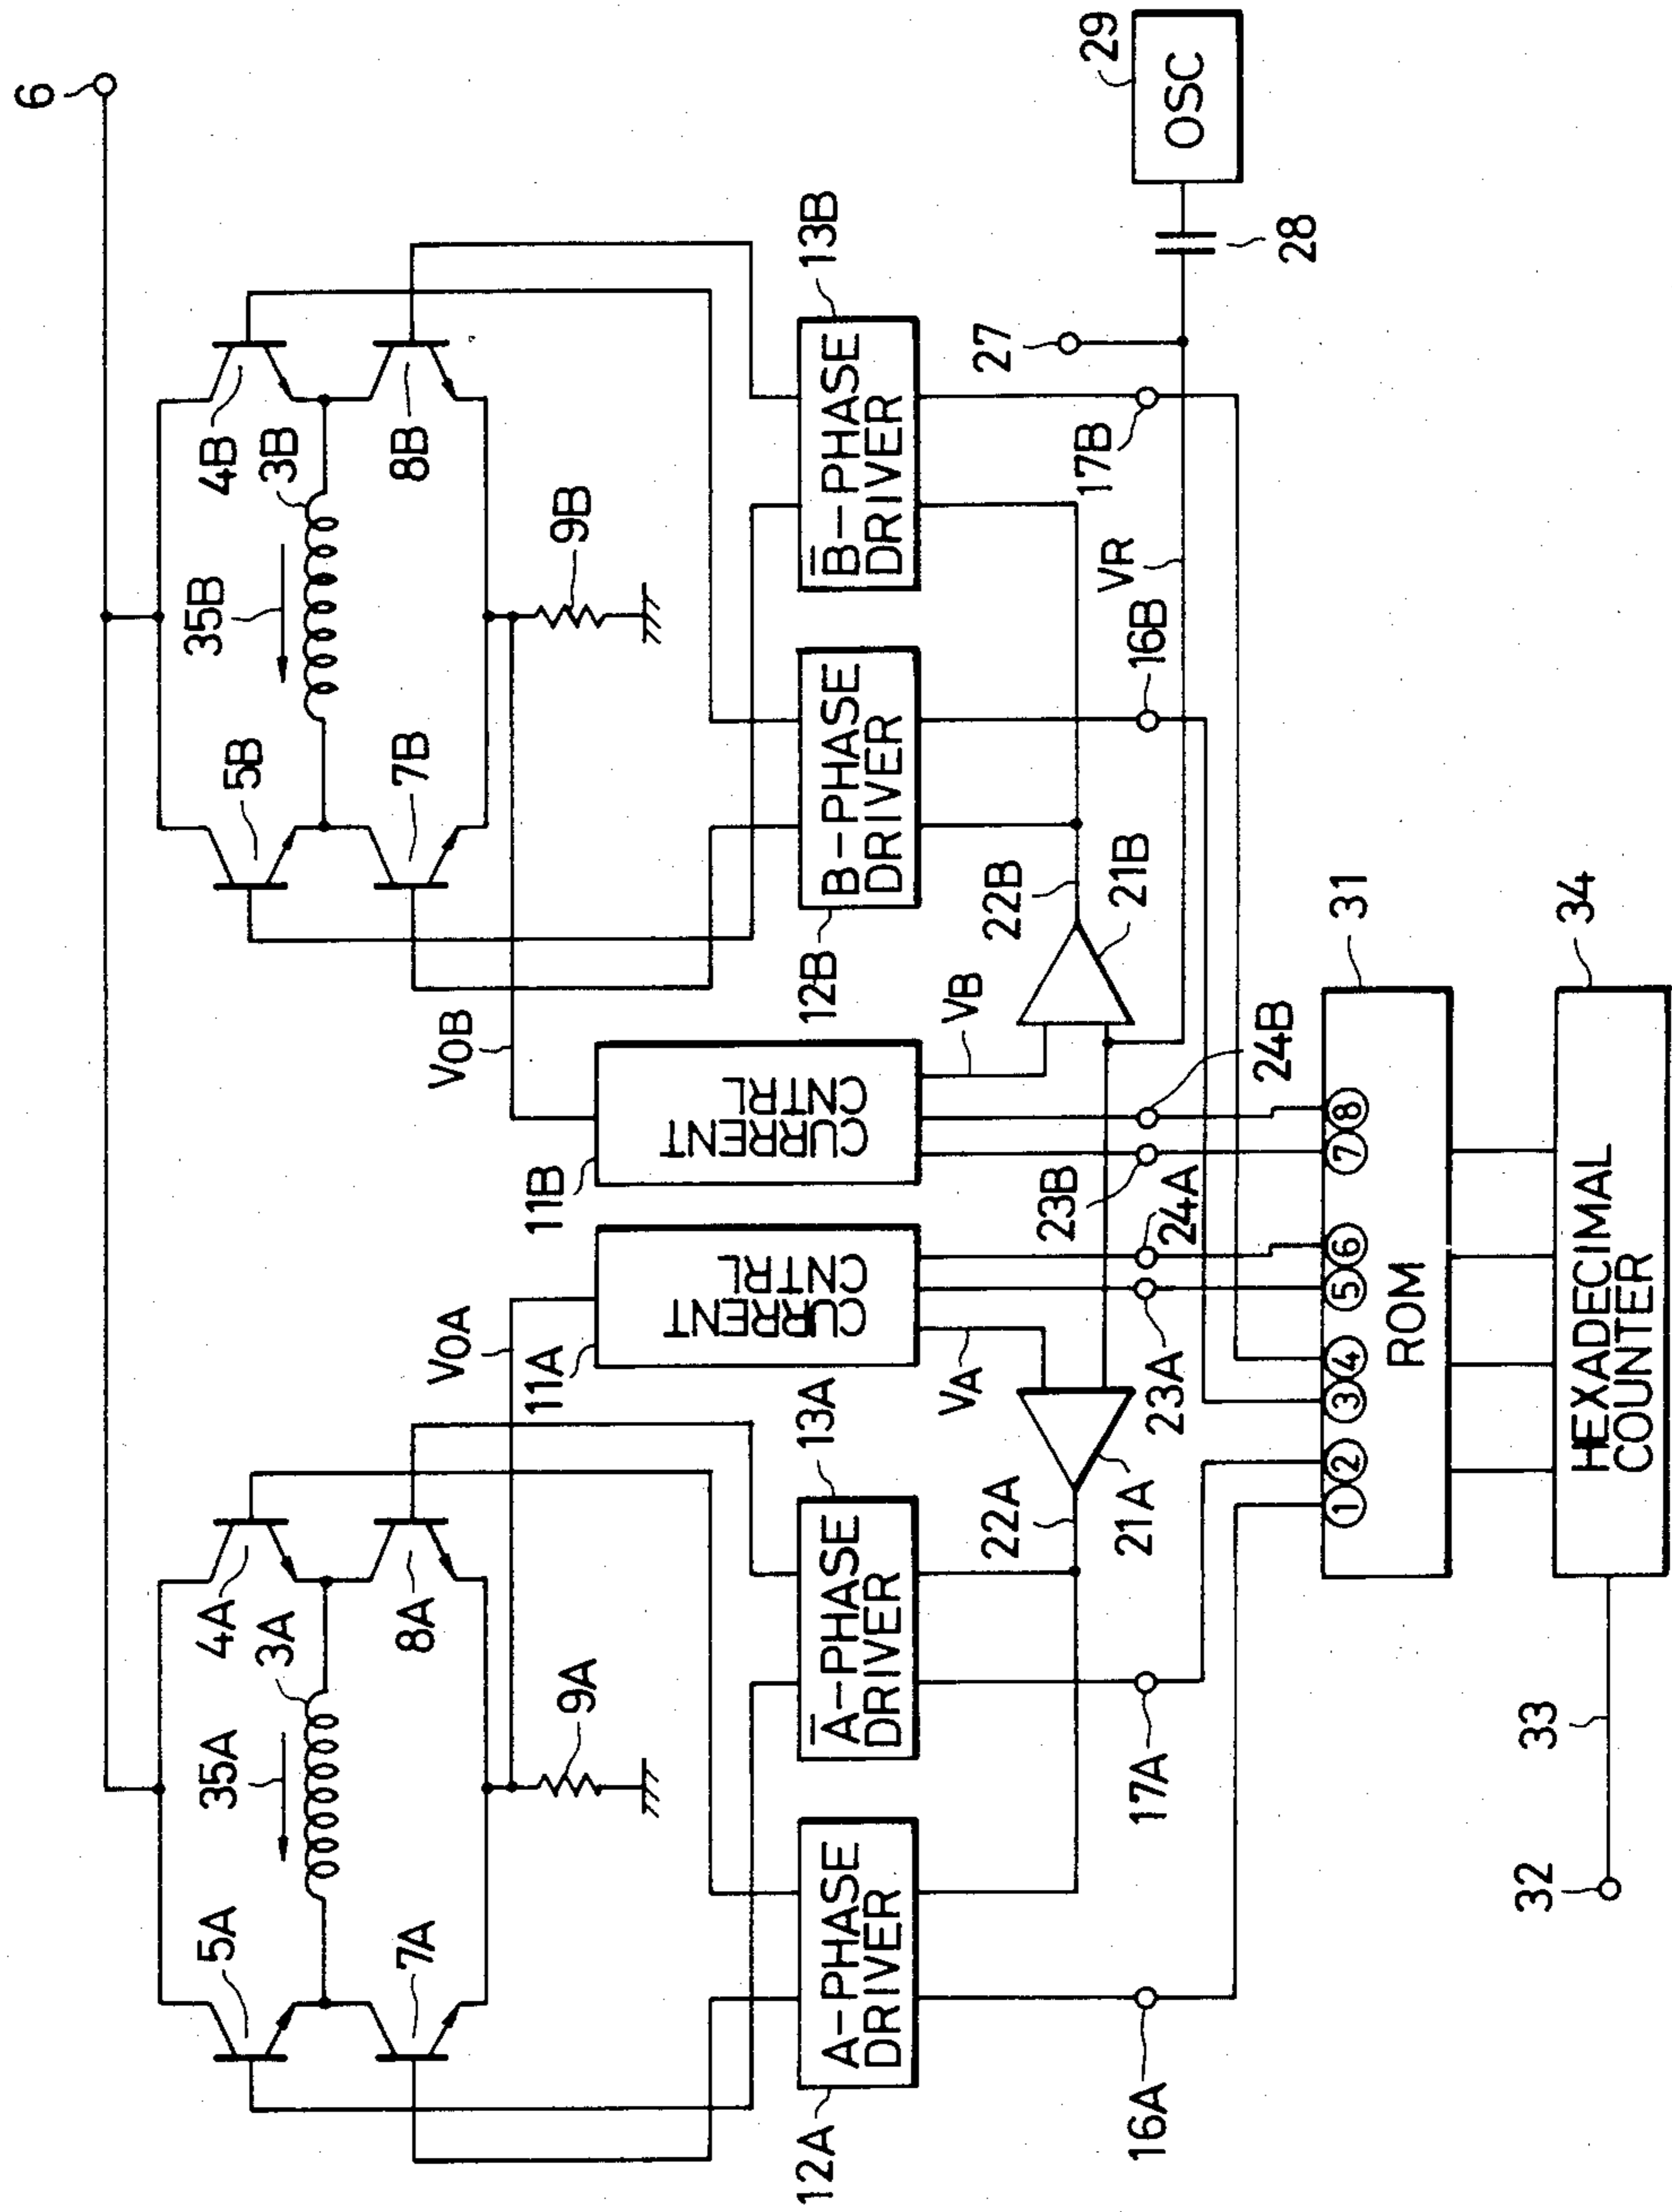 6
5A
4A
5B
4B
35A
3A
35B
3B
7A
8A
7B
8B
9A
9B
V0A
V0B
11A
CURRENT
CNTRL
11B
CURRENT
CNTRL
12A
A-PHASE
DRIVER
13A
A̅-PHASE
DRIVER
12B
B-PHASE
DRIVER
13B
B̅-PHASE
DRIVER
VA
VB
22A
22B
21A
21B
27
28
29
OSC
16A
17A
23A
24A
23B
24B
16B
VR
17B
1
2
3
4
5
6
7
8
ROM
31
32
33
HEXADECIMAL
COUNTER
34